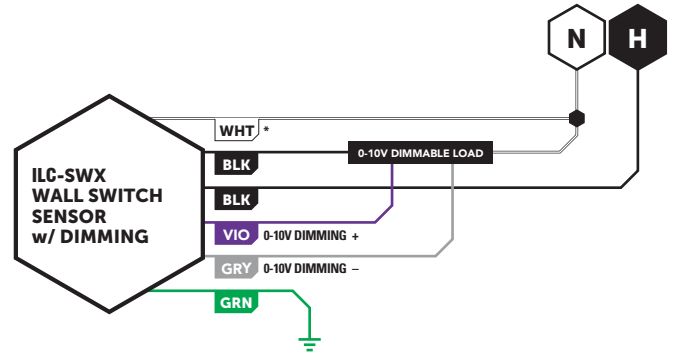 N H
WHT *
0-10V DIMMABLE LOAD
BLK
ILC-SWX
WALL SWITCH
SENSOR
w/ DIMMING
BLK
VIO 0-10V DIMMING +
GRY 0-10V DIMMING –
GRN